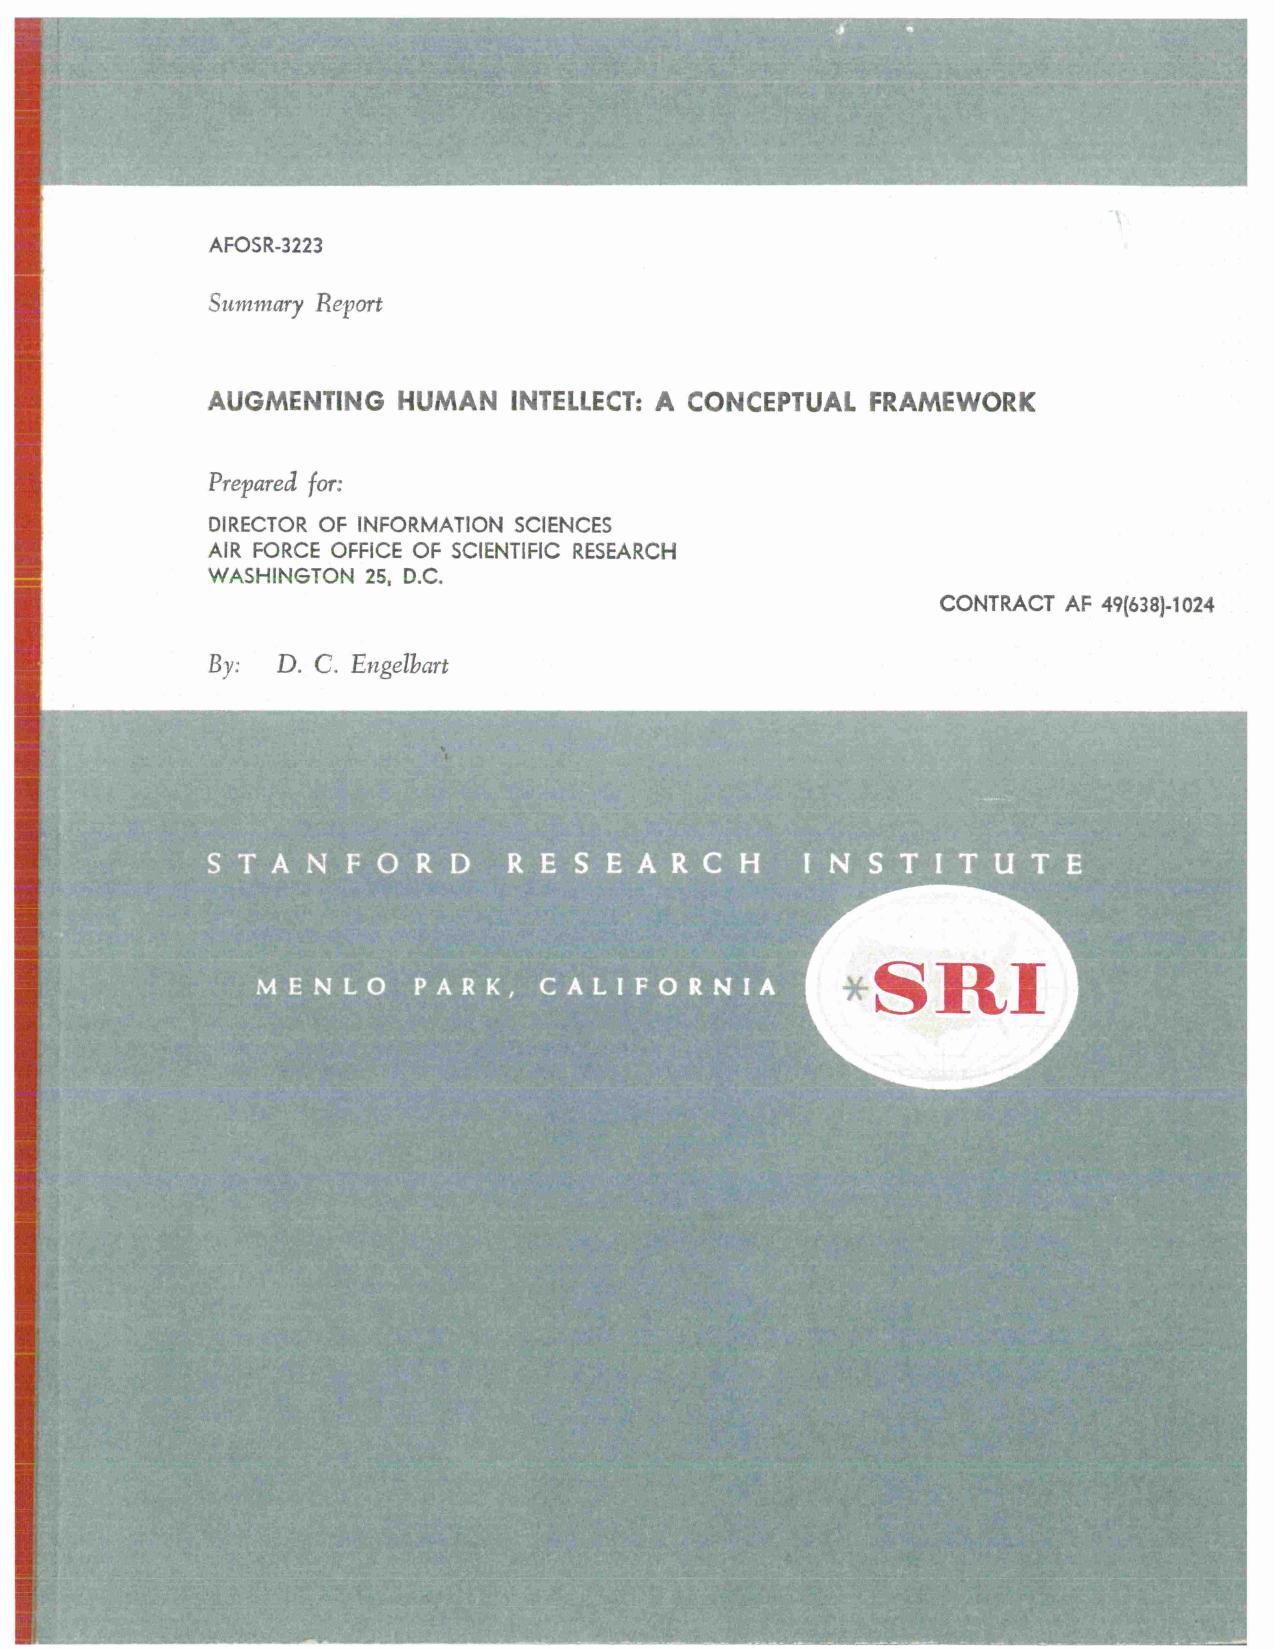 AFOSR-3223
Summary Report
AUGMENTING HUMAN INTELLECT: A CONCEPTUAL FRAMEWORK
Prepared for:
DIRECTOR OF INFORMATION SCIENCES
AIR FORCE OFFICE OF SCIENTIFIC RESEARCH
WASHINGTON 25, D.C.
CONTRACT AF 49(638)-1024
By: D. C. Engelbart
STANFORD RESEARCH INSTITUTE
MENLO PARK, CALIFORNIA
*SRI